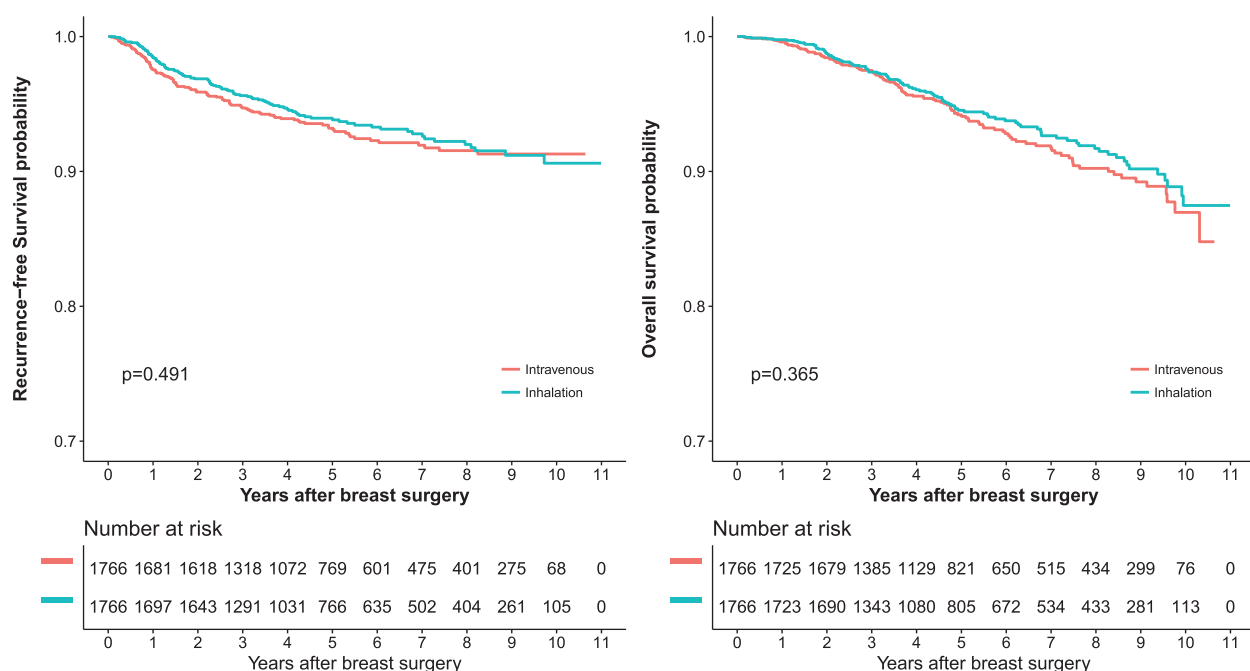 Recurrence−free Survival probability
1.0
0.9
0.8
0.7
p=0.491
Intravenous
Inhalation
0 1 2 3 4 5 6 7 8 9 10 11
Years after breast surgery
Number at risk
1766 1681 1618 1318 1072 769 601 475 401 275 68 0
1766 1697 1643 1291 1031 766 635 502 404 261 105 0
0 1 2 3 4 5 6 7 8 9 10 11
Years after breast surgery
Overall survival probability
1.0
0.9
0.8
0.7
p=0.365
Intravenous
Inhalation
0 1 2 3 4 5 6 7 8 9 10 11
Years after breast surgery
Number at risk
1766 1725 1679 1385 1129 821 650 515 434 299 76 0
1766 1723 1690 1343 1080 805 672 534 433 281 113 0
0 1 2 3 4 5 6 7 8 9 10 11
Years after breast surgery